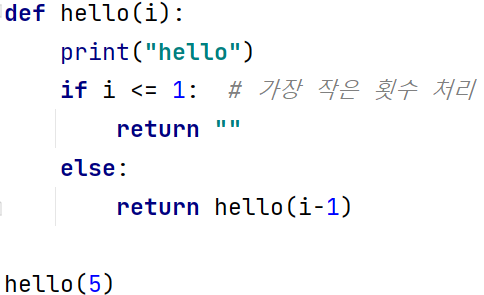 def hello(i):
    print("hello")
    if i <= 1:  # 가장 작은 횟수 처리
        return ""
    else:
        return hello(i-1)

hello(5)